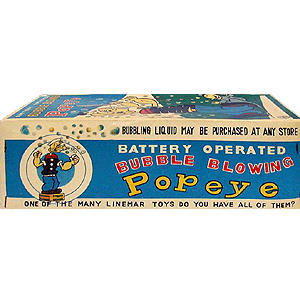 BUBBLING LIQUID MAY BE PURCHASED AT ANY STORE
BATTERY OPERATED
BUBBLE BLOWING
Popeye
ONE OF THE MANY LINEMAR TOYS DO YOU HAVE ALL OF THEM?